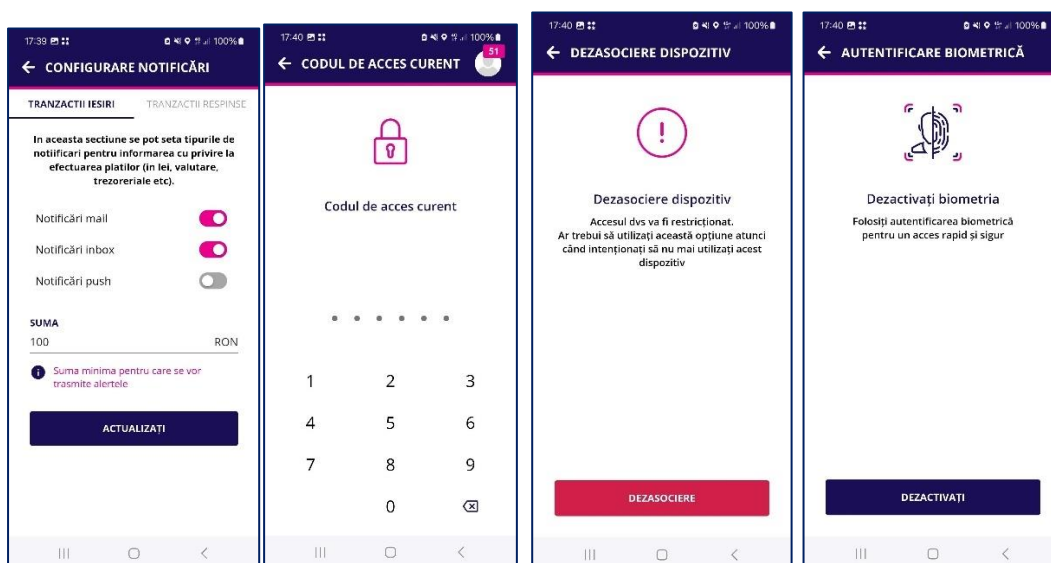 17:39
100%
CONFIGURARE NOTIFICĂRI
TRANZACTII IESIRI
TRANZACTII RESPINSE
In aceasta sectiune se pot seta tipurile de
notiificari pentru informarea cu privire la
efectuarea platilor (in lei, valutare,
trezoreriale etc).
Notificări mail
Notificări inbox
Notificări push
SUMA
100 RON
Suma minima pentru care se vor
trasmite alertele
ACTUALIZAȚI
17:40
100%
51
CODUL DE ACCES CURENT
Codul de acces curent
1 2 3
4 5 6
7 8 9
0
17:40
100%
DEZASOCIERE DISPOZITIV
Dezasociere dispozitiv
Accesul dvs va fi restricționat.
Ar trebui să utilizați această opțiune atunci
când intenționați să nu mai utilizați acest
dispozitiv
DEZASOCIERE
17:40
100%
AUTENTIFICARE BIOMETRICĂ
Dezactivați biometria
Folosiți autentificarea biometrică
pentru un acces rapid și sigur
DEZACTIVAȚI